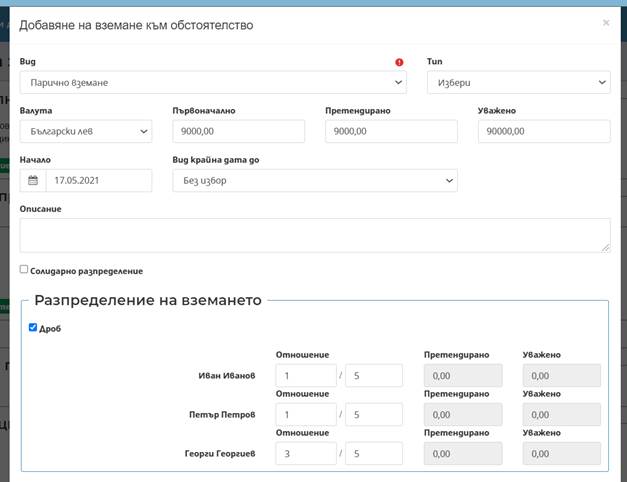 Добавяне на вземане към обстоятелство ×
Вид Тип
Парично вземане Избери
Валута Първоначално Претендирано Уважено
Български лев 9000,00 9000,00 90000,00
Начало Вид крайна дата до
17.05.2021 Без избор
Описание
Солидарно разпределение
Разпределение на вземането
Дроб
Отношение Претендирано Уважено
Иван Иванов 1 / 5 0,00 0,00
Отношение Претендирано Уважено
Петър Петров 1 / 5 0,00 0,00
Отношение Претендирано Уважено
Георги Георгиев 3 / 5 0,00 0,00